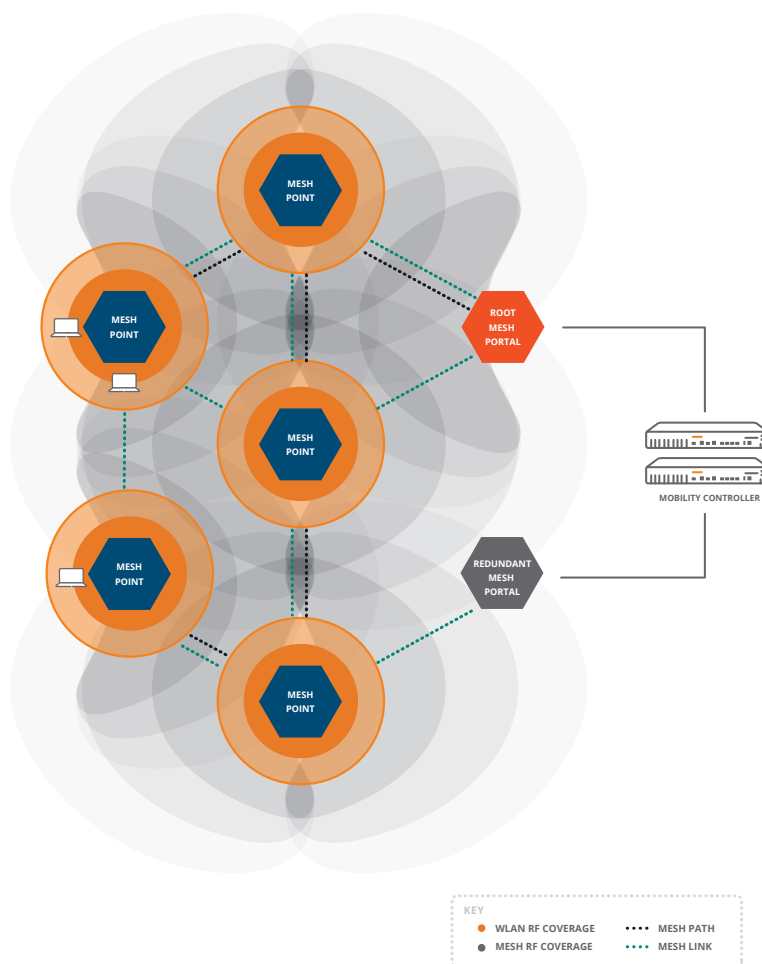 MESH
POINT
MESH
POINT
ROOT
MESH
PORTAL
MESH
POINT
MOBILITY CONTROLLER
MESH
POINT
REDUNDANT
MESH
PORTAL
MESH
POINT
KEY
WLAN RF COVERAGE
MESH PATH
MESH RF COVERAGE
MESH LINK